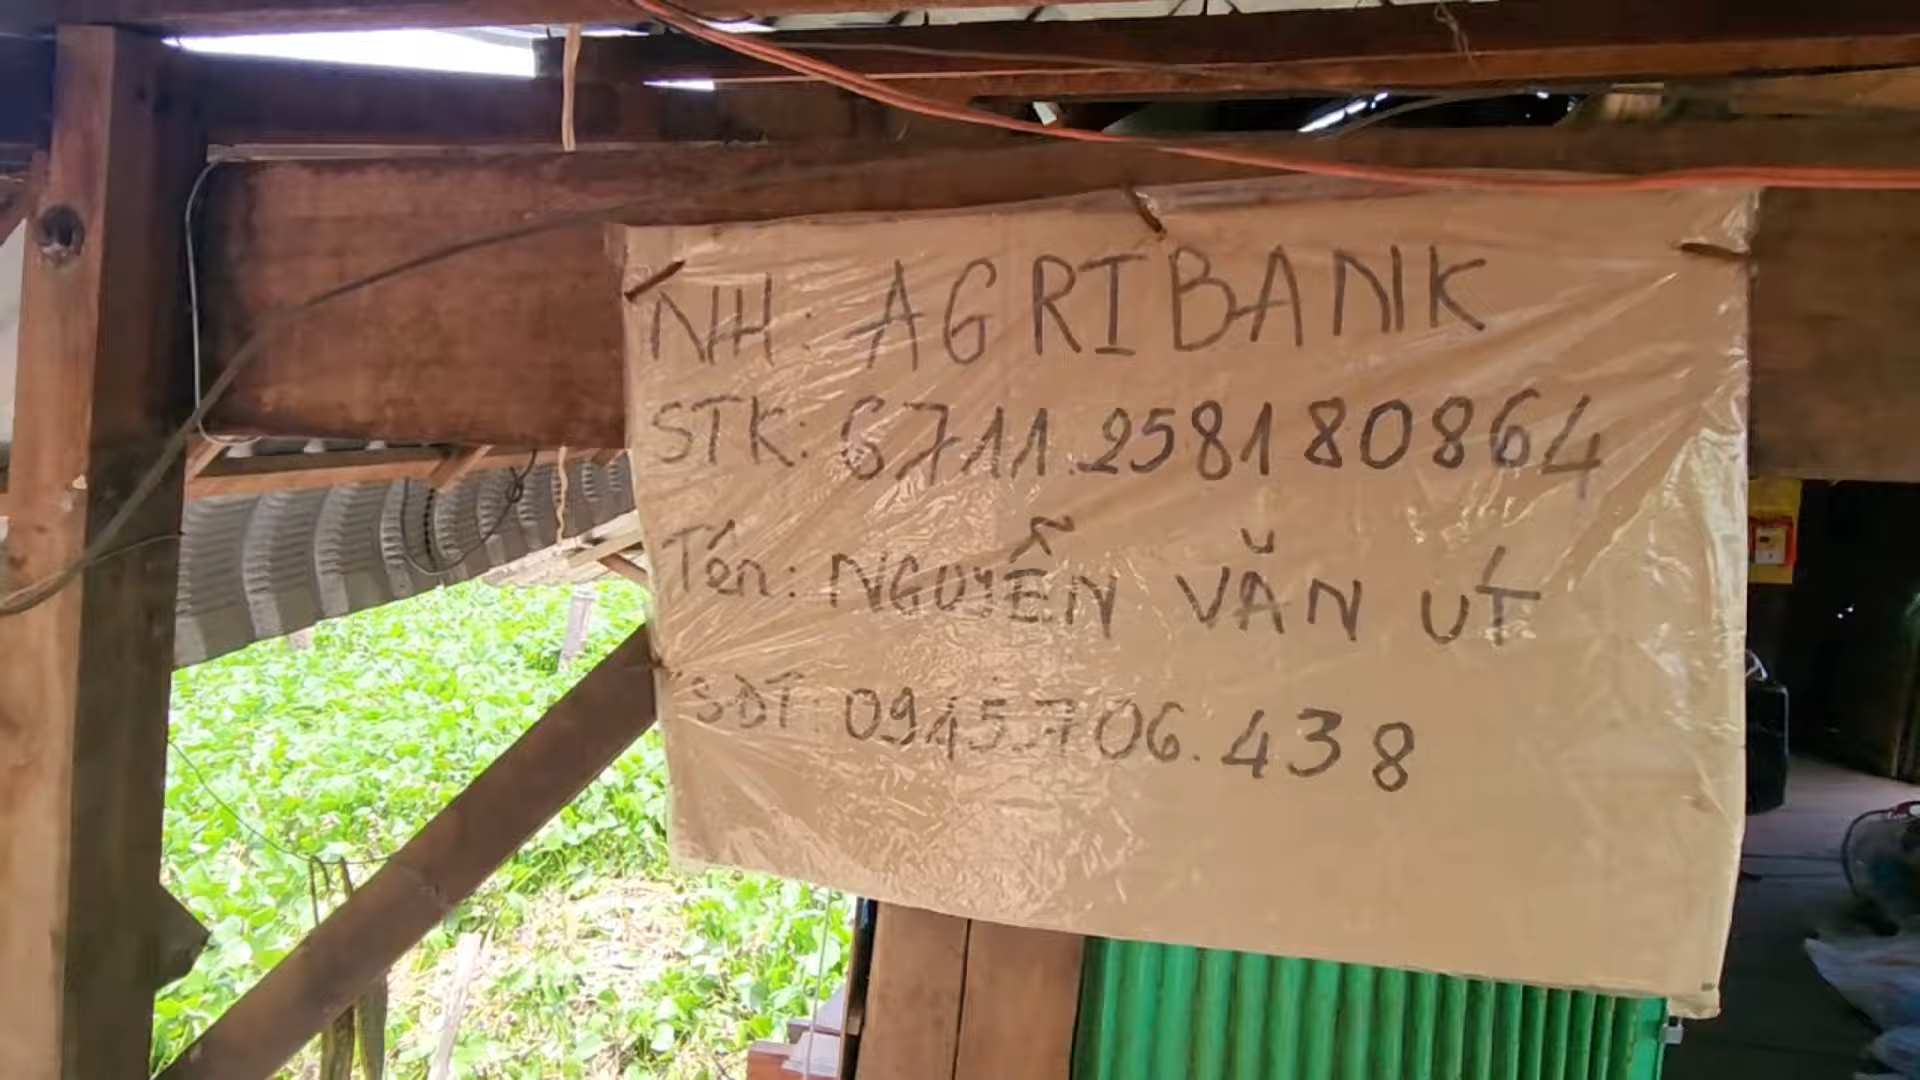 NH: AGRIBANK
STK: 6711.258180864
Tên: NGUYỄN VĂN ÚT
SĐT: 0945.706.438